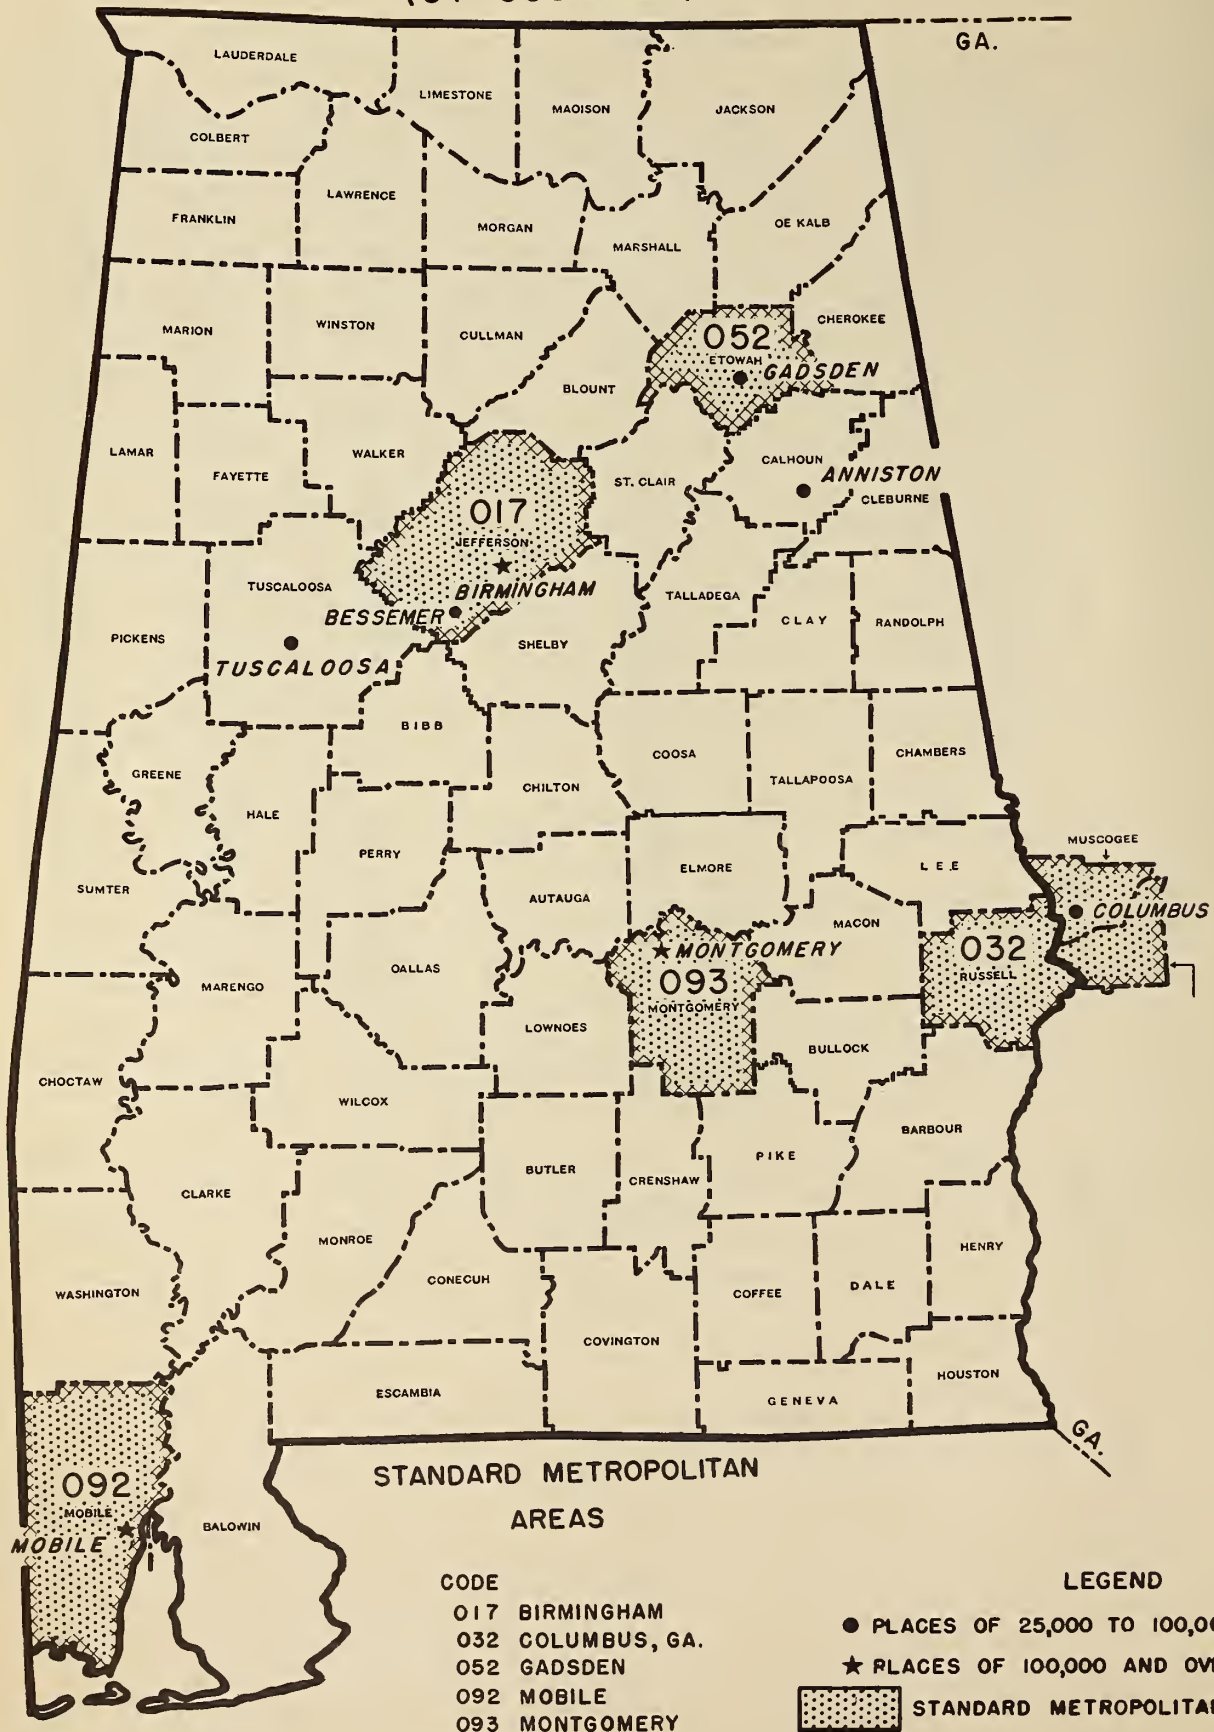 GA.
LAUDERDALE
LIMESTONE
MAOISON
JACKSON
COLBERT
LAWRENCE
FRANKLIN
MORGAN
OE KALB
MARSHALL
MARION
WINSTON
CULLMAN
CHEROKEE
052
ETOWAH
GADSDEN
BLOUNT
LAMAR
FAYETTE
WALKER
ST. CLAIR
CALHOUN
ANNISTON
CLEBURNE
017
JEFFERSON
BIRMINGHAM
BESSEMER
TUSCALOOSA
TUSCALOOSA
PICKENS
SHELBY
TALLADEGA
CLAY
RANDOLPH
BIBB
GREENE
HALE
CHILTON
COOSA
TALLAPOOSA
CHAMBERS
PERRY
SUMTER
AUTAUGA
ELMORE
LEE
MUSCOGEE
COLUMBUS
MACON
032
RUSSELL
MONTGOMERY
093
MONTGOMERY
OALLAS
MARENGO
LOWNOES
BULLOCK
CHOCTAW
WILCOX
BARBOUR
PIKE
BUTLER
CRENSHAW
CLARKE
MONROE
CONECUH
HENRY
DALE
COFFEE
WASHINGTON
COVINGTON
ESCAMBIA
GENEVA
HOUSTON
GA.
092
MOBILE
MOBILE
BALOWIN
STANDARD METROPOLITAN
AREAS
CODE
017 BIRMINGHAM
032 COLUMBUS, GA.
052 GADSDEN
092 MOBILE
093 MONTGOMERY
LEGEND
PLACES OF 25,000 TO
PLACES OF 100,000 AND
STANDARD